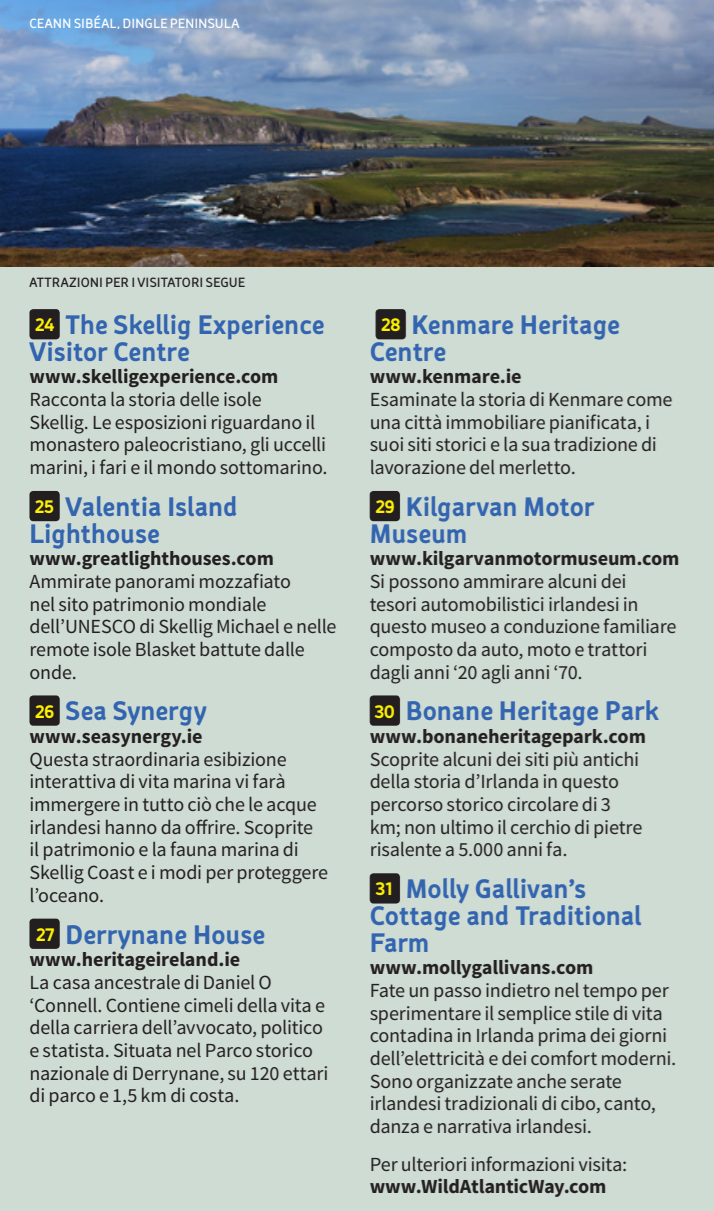 CEANN SIBÉAL, DINGLE PENINSULA
ATTRAZIONI PER I VISITATORI SEGUE
24 The Skellig Experience
Visitor Centre
www.skelligexperience.com
Racconta la storia delle isole
Skellig. Le esposizioni riguardano il
monastero paleocristiano, gli uccelli
marini, i fari e il mondo sottomarino.
25 Valentia Island
Lighthouse
www.greatlighthouses.com
Ammirate panorami mozzafiato
nel sito patrimonio mondiale
dell’UNESCO di Skellig Michael e nelle
remote isole Blasket battute dalle
onde.
26 Sea Synergy
www.seasynergy.ie
Questa straordinaria esibizione
interattiva di vita marina vi farà
immergere in tutto ciò che le acque
irlandesi hanno da offrire. Scoprite
il patrimonio e la fauna marina di
Skellig Coast e i modi per proteggere
l’oceano.
27 Derrynane House
www.heritageireland.ie
La casa ancestrale di Daniel O
‘Connell. Contiene cimeli della vita e
della carriera dell’avvocato, politico
e statista. Situata nel Parco storico
nazionale di Derrynane, su 120 ettari
di parco e 1,5 km di costa.
28 Kenmare Heritage
Centre
www.kenmare.ie
Esaminate la storia di Kenmare come
una città immobiliare pianificata, i
suoi siti storici e la sua tradizione di
lavorazione del merletto.
29 Kilgarvan Motor
Museum
www.kilgarvanmotormuseum.com
Si possono ammirare alcuni dei
tesori automobilistici irlandesi in
questo museo a conduzione familiare
composto da auto, moto e trattori
dagli anni ‘20 agli anni ‘70.
30 Bonane Heritage Park
www.bonaneheritagepark.com
Scoprite alcuni dei siti più antichi
della storia d’Irlanda in questo
percorso storico circolare di 3
km; non ultimo il cerchio di pietre
risalente a 5.000 anni fa.
31 Molly Gallivan’s
Cottage and Traditional
Farm
www.mollygallivans.com
Fate un passo indietro nel tempo per
sperimentare il semplice stile di vita
contadina in Irlanda prima dei giorni
dell’elettricità e dei comfort moderni.
Sono organizzate anche serate
irlandesi tradizionali di cibo, canto,
danza e narrativa irlandesi.
Per ulteriori informazioni visita:
www.WildAtlanticWay.com